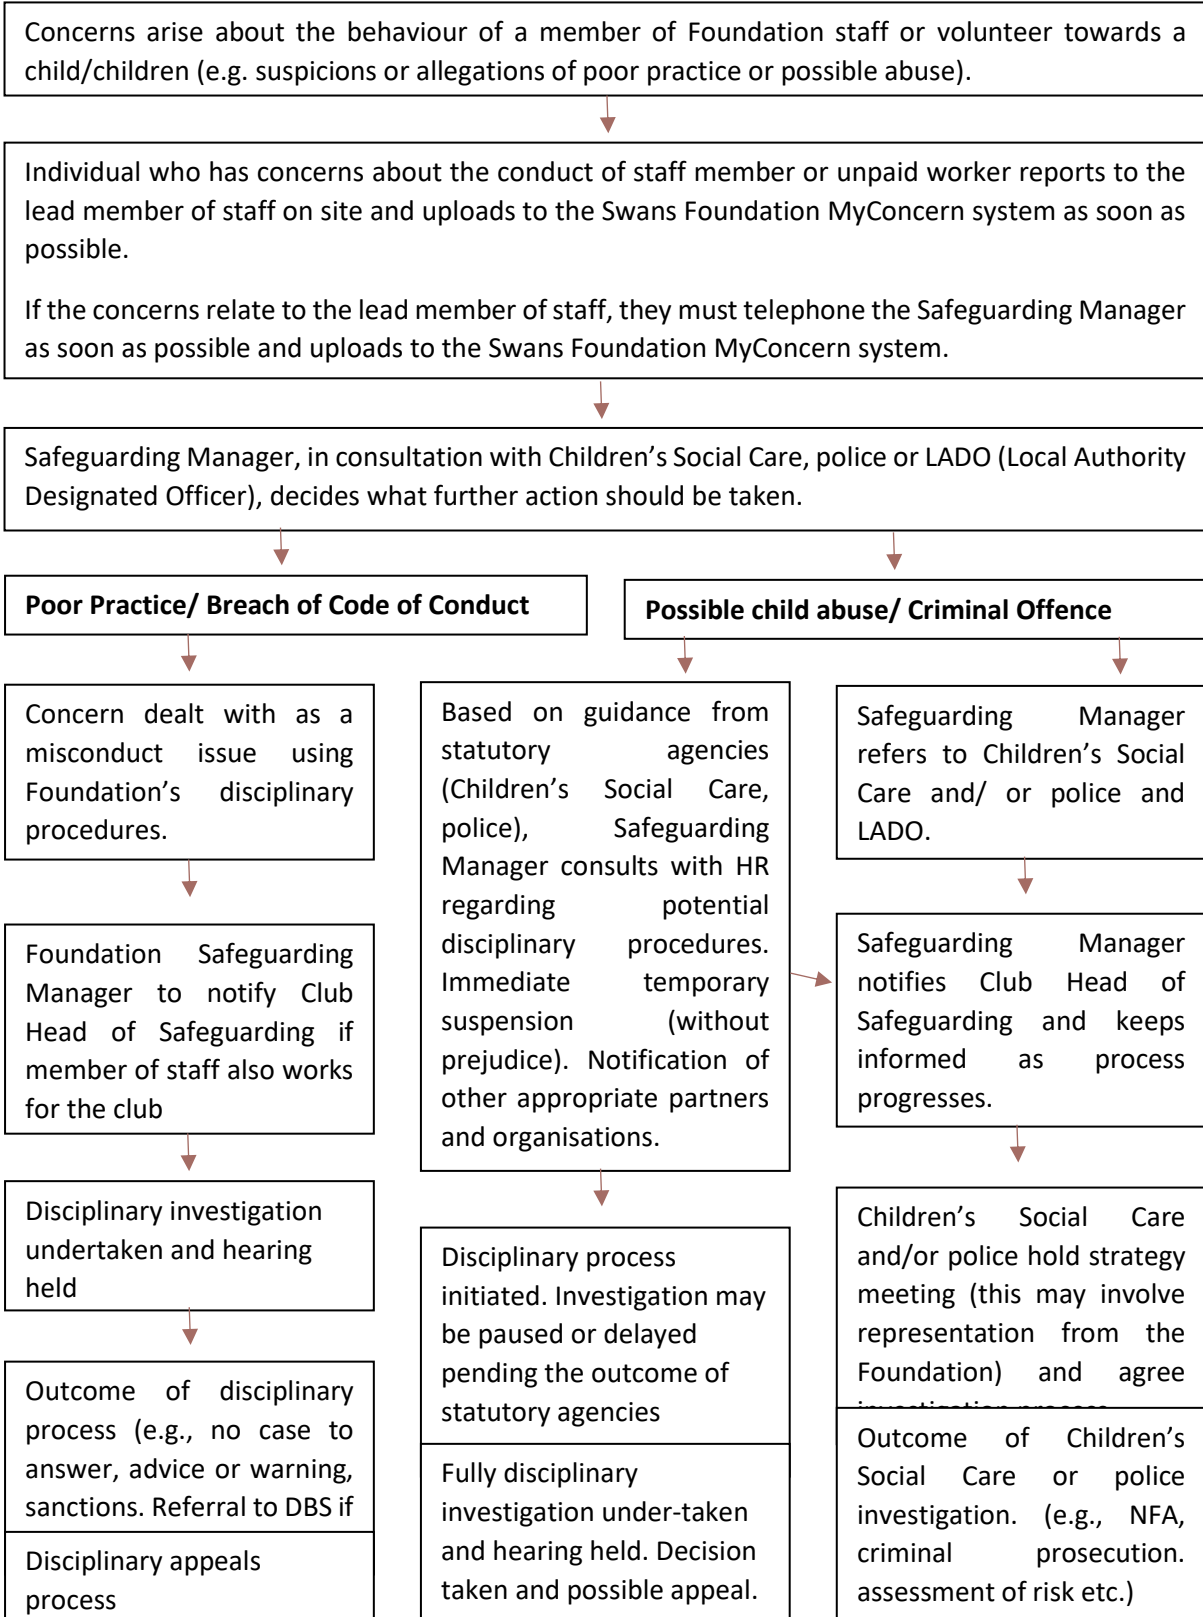 Concerns arise about the behaviour of a member of Foundation staff or volunteer towards a
child/children (e.g. suspicions or allegations of poor practice or possible abuse).
Individual who has concerns about the conduct of staff member or unpaid worker reports to the
lead member of staff on site and uploads to the Swans Foundation MyConcern system as soon as
possible.
If the concerns relate to the lead member of staff, they must telephone the Safeguarding Manager
as soon as possible and uploads to the Swans Foundation MyConcern system.
Safeguarding Manager, in consultation with Children’s Social Care, police or LADO (Local Authority
Designated Officer), decides what further action should be taken.
Poor Practice/ Breach of Code of Conduct
Concern dealt with as a
misconduct issue using
Foundation’s disciplinary
procedures.
Foundation Safeguarding
Manager to notify Club
Head of Safeguarding if
member of staff also works
for the club
Disciplinary investigation
undertaken and hearing
held
Outcome of disciplinary
process (e.g., no case to
answer, advice or warning,
sanctions. Referral to DBS if
Disciplinary appeals
process
Possible child abuse/ Criminal Offence
Based on guidance from
statutory agencies
(Children’s Social Care,
police), Safeguarding
Manager consults with HR
regarding potential
disciplinary procedures.
Immediate temporary
suspension (without
prejudice). Notification of
other appropriate partners
and organisations.
Disciplinary process
initiated. Investigation may
be paused or delayed
pending the outcome of
statutory agencies
Fully disciplinary
investigation under-taken
and hearing held. Decision
taken and possible appeal.
Safeguarding Manager
refers to Children’s Social
Care and/ or police and
LADO.
Safeguarding Manager
notifies Club Head of
Safeguarding and keeps
informed as process
progresses.
Children’s Social Care
and/or police hold strategy
meeting (this may involve
representation from the
Foundation) and agree
Outcome of Children’s
Social Care or police
investigation. (e.g., NFA,
criminal prosecution.
assessment of risk etc.)